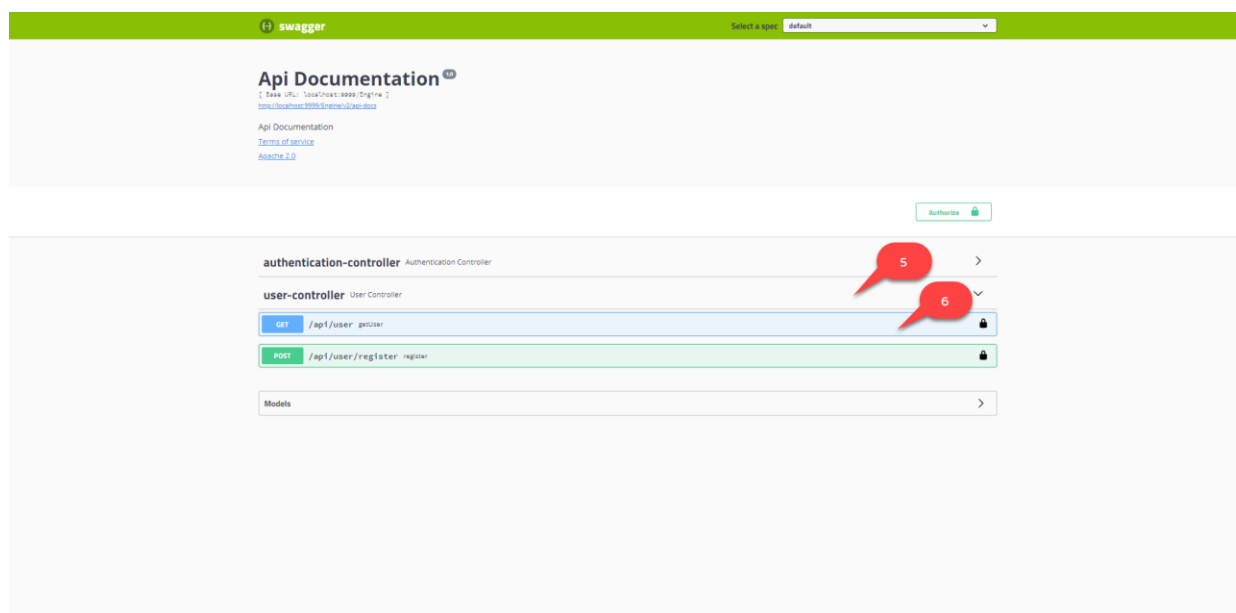 swagger
Select a spec default
Api Documentation 1.0
[ Base URL: localhost:9999/Engine ]
http://localhost:9999/Engine/v2/api-docs
Api Documentation
Terms of service
Apache 2.0
Authorize
authentication-controller Authentication Controller
5
user-controller User Controller
6
GET /api/user getUser
POST /api/user/register register
Models